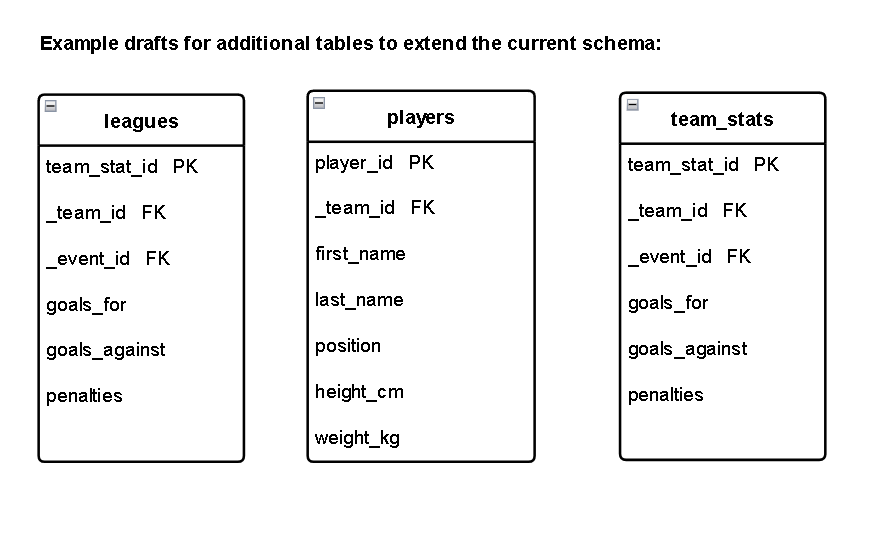 Example drafts for additional tables to extend the current schema:
leagues
team_stat_id PK
_team_id FK
_event_id FK
goals_for
goals_against
penalties
players
player_id PK
_team_id FK
first_name
last_name
position
height_cm
weight_kg
team_stats
team_stat_id PK
_team_id FK
_event_id FK
goals_for
goals_against
penalties